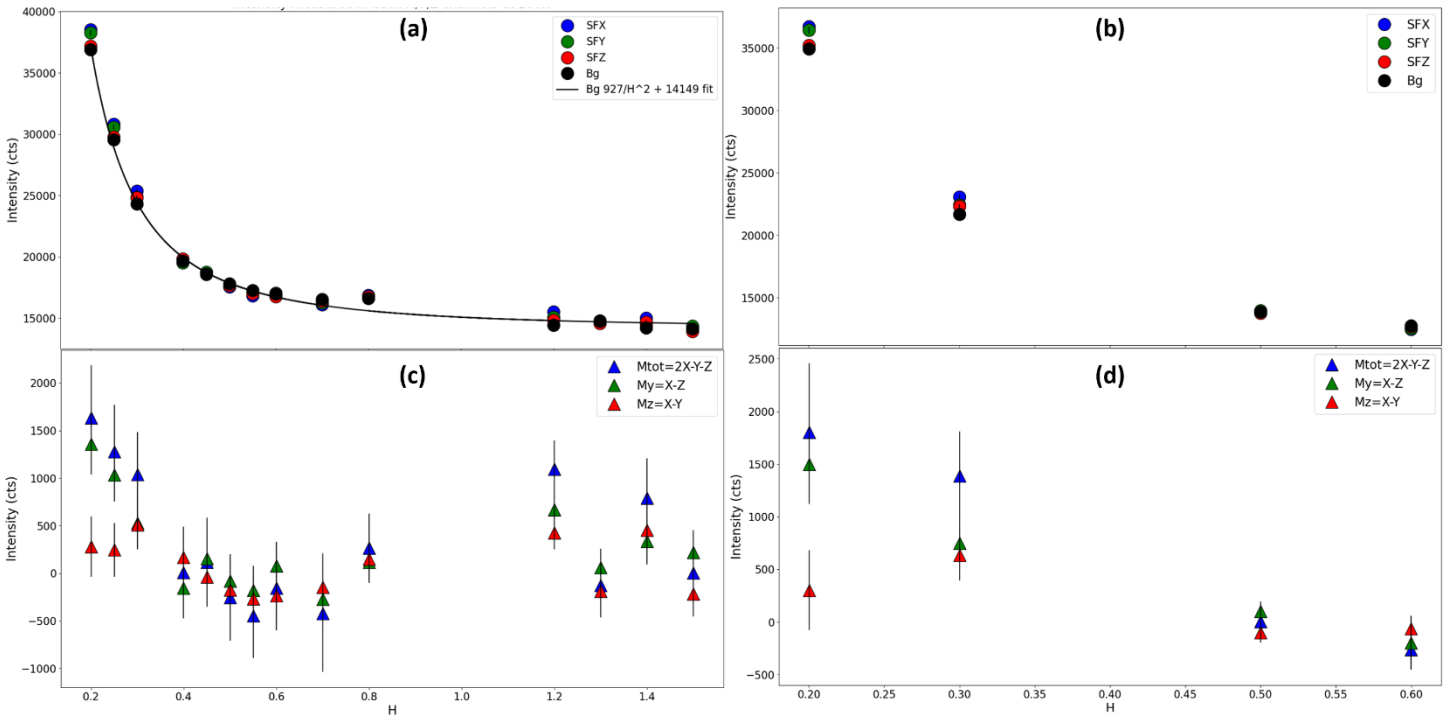 (a)
SFX
SFY
SFZ
Bg
Bg 927/H^2 + 14149 fit
40000
35000
30000
25000
20000
15000
Intensity (cts)
(b)
SFX
SFY
SFZ
Bg
35000
30000
25000
20000
15000
Intensity (cts)
(c)
Mtot=2X-Y-Z
My=X-Z
Mz=X-Y
2000
1500
1000
500
0
−500
−1000
Intensity (cts)
0.2 0.4 0.6 0.8 1.0 1.2 1.4
H
(d)
Mtot=2X-Y-Z
My=X-Z
Mz=X-Y
2500
2000
1500
1000
500
0
−500
Intensity (cts)
0.20 0.25 0.30 0.35 0.40 0.45 0.50 0.55 0.60
H